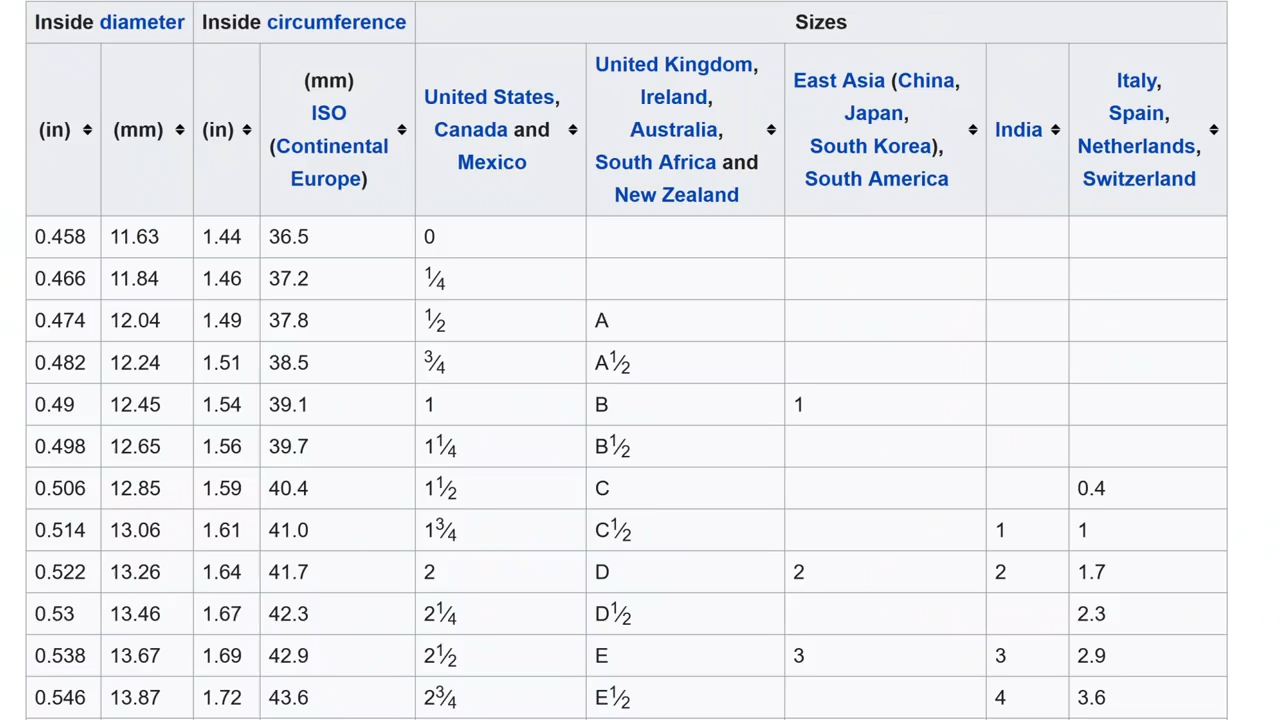 Inside diameter Inside circumference Sizes
(in) (mm) (in) (mm) ISO (Continental Europe) United States, Canada and Mexico United Kingdom, Ireland, Australia, South Africa and New Zealand East Asia (China, Japan, South Korea), South America India Italy, Spain, Netherlands, Switzerland
0.458 11.63 1.44 36.5 0
0.466 11.84 1.46 37.2 1⁄4
0.474 12.04 1.49 37.8 1⁄2 A
0.482 12.24 1.51 38.5 3⁄4 A1⁄2
0.49 12.45 1.54 39.1 1 B 1
0.498 12.65 1.56 39.7 11⁄4 B1⁄2
0.506 12.85 1.59 40.4 11⁄2 C 0.4
0.514 13.06 1.61 41.0 13⁄4 C1⁄2 1 1
0.522 13.26 1.64 41.7 2 D 2 2 1.7
0.53 13.46 1.67 42.3 21⁄4 D1⁄2 2.3
0.538 13.67 1.69 42.9 21⁄2 E 3 3 2.9
0.546 13.87 1.72 43.6 23⁄4 E1⁄2 4 3.6